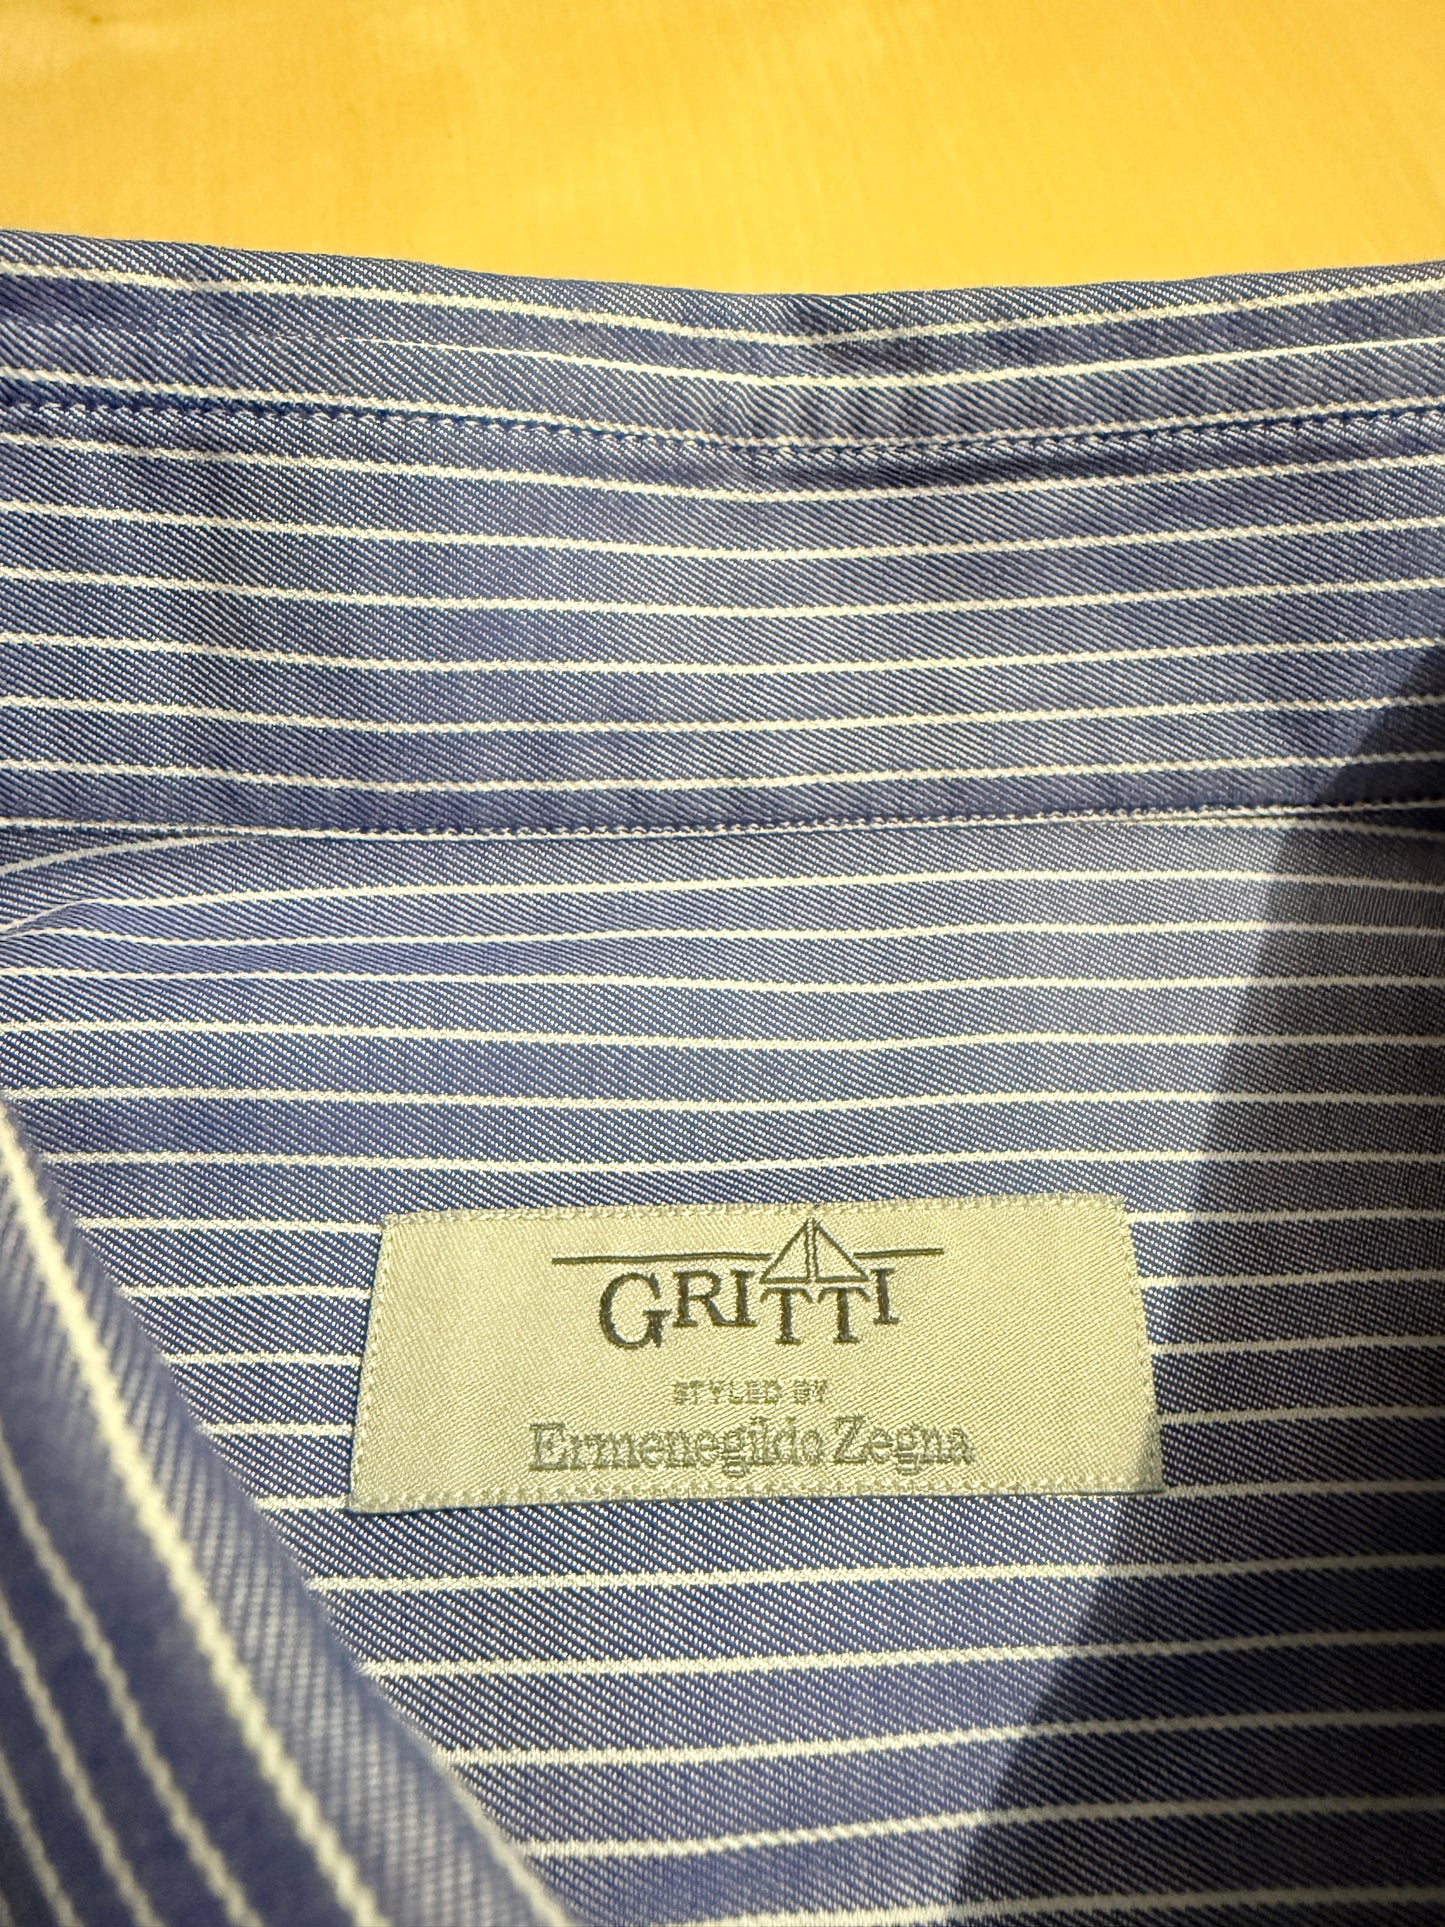 GRITTI
STYLED BY
Ermenegildo Zegna